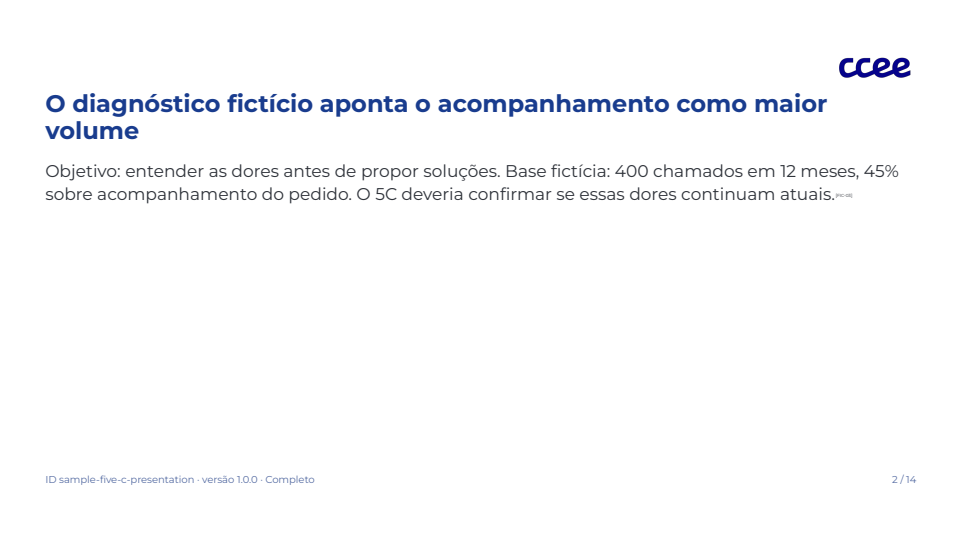 ccee
O diagnóstico fictício aponta o acompanhamento como maior
volume
Objetivo: entender as dores antes de propor soluções. Base fictícia: 400 chamados em 12 meses, 45%
sobre acompanhamento do pedido. O 5C deveria confirmar se essas dores continuam atuais.
ID sample-five-c-presentation · versão 1.0.0 · Completo
2 / 14